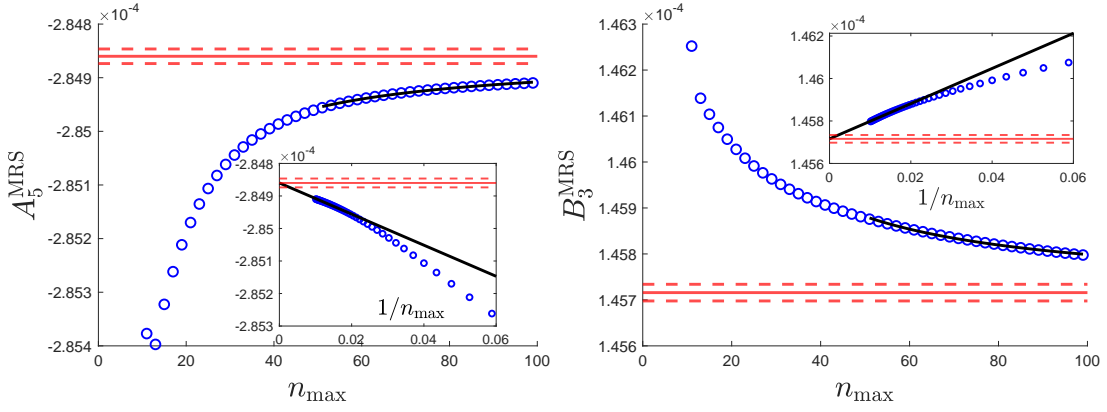 ×10⁻⁴
-2.848
-2.849
-2.85
-2.851
-2.852
-2.853
-2.854
A₅^MRS
0 20 40 60 80 100
n_max
×10⁻⁴
-2.848
-2.849
-2.85
-2.851
-2.852
-2.853
1/n_max
0 0.02 0.04 0.06
×10⁻⁴
1.463
1.462
1.461
1.46
1.459
1.458
1.457
1.456
B₃^MRS
0 20 40 60 80 100
n_max
×10⁻⁴
1.462
1.46
1.458
1.456
0 0.02 0.04 0.06
1/n_max